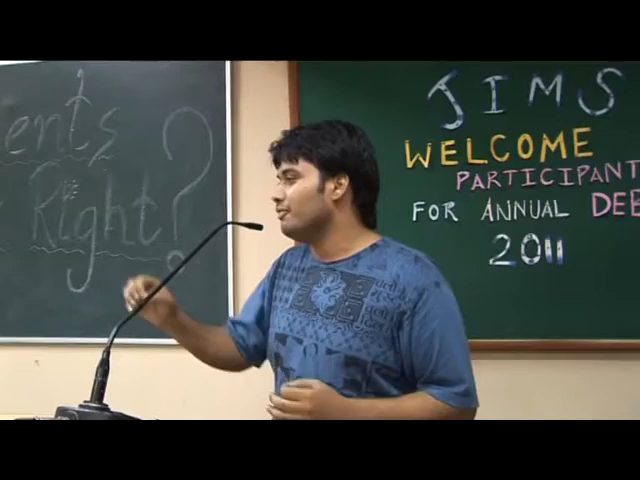 ents
Right?
JIMS
WELCOME
PARTICIPANT
FOR ANNUAL DEB
2011